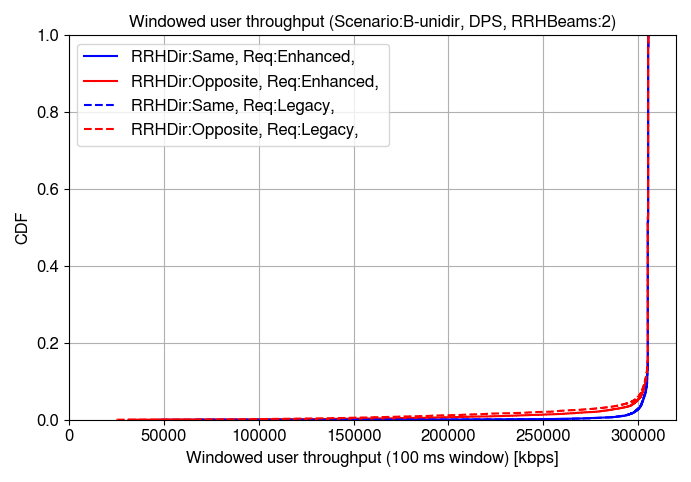 Windowed user throughput (Scenario:B-unidir, DPS, RRHBeams:2)
RRHDir:Same, Req:Enhanced,
RRHDir:Opposite, Req:Enhanced,
RRHDir:Same, Req:Legacy,
RRHDir:Opposite, Req:Legacy,
1.0
0.8
0.6
0.4
0.2
0.0
CDF
0 50000 100000 150000 200000 250000 300000
Windowed user throughput (100 ms window) [kbps]